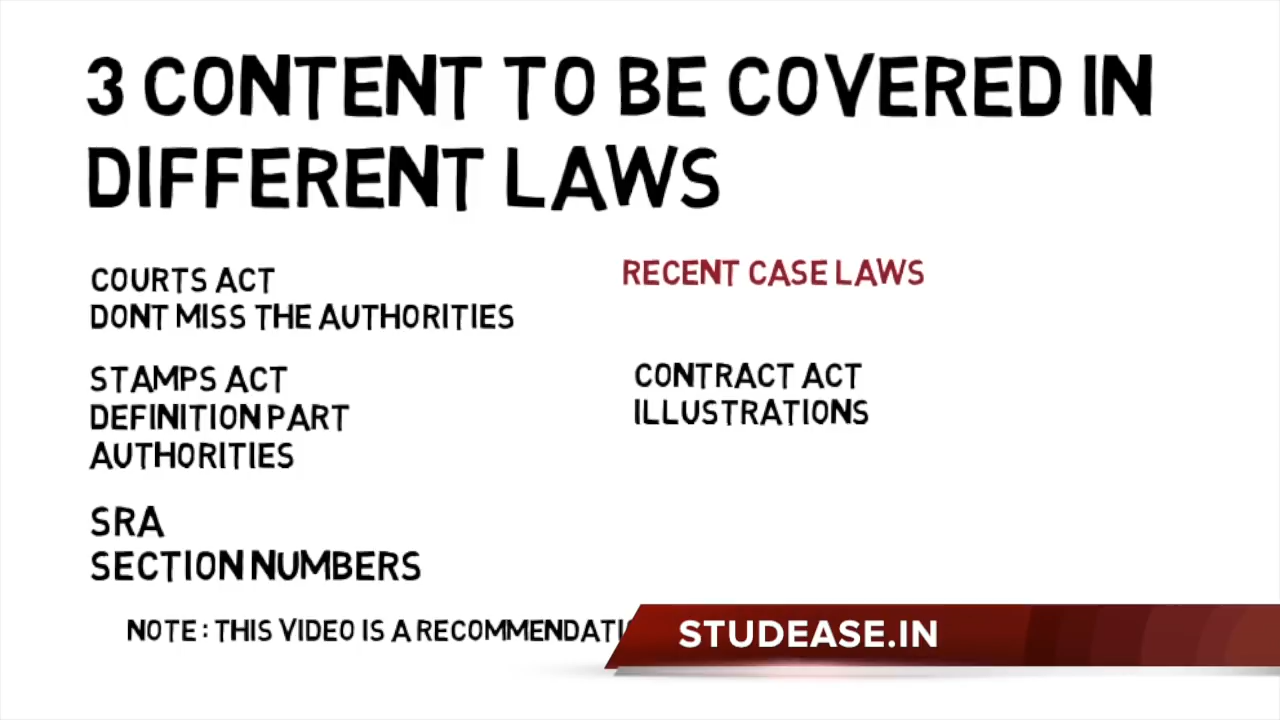 3 CONTENT TO BE COVERED IN
DIFFERENT LAWS
COURTS ACT
DONT MISS THE AUTHORITIES
STAMPS ACT
DEFINITION PART
AUTHORITIES
SRA
SECTION NUMBERS
RECENT CASE LAWS
CONTRACT ACT
ILLUSTRATIONS
NOTE : THIS VIDEO IS A
STUDEASE.IN